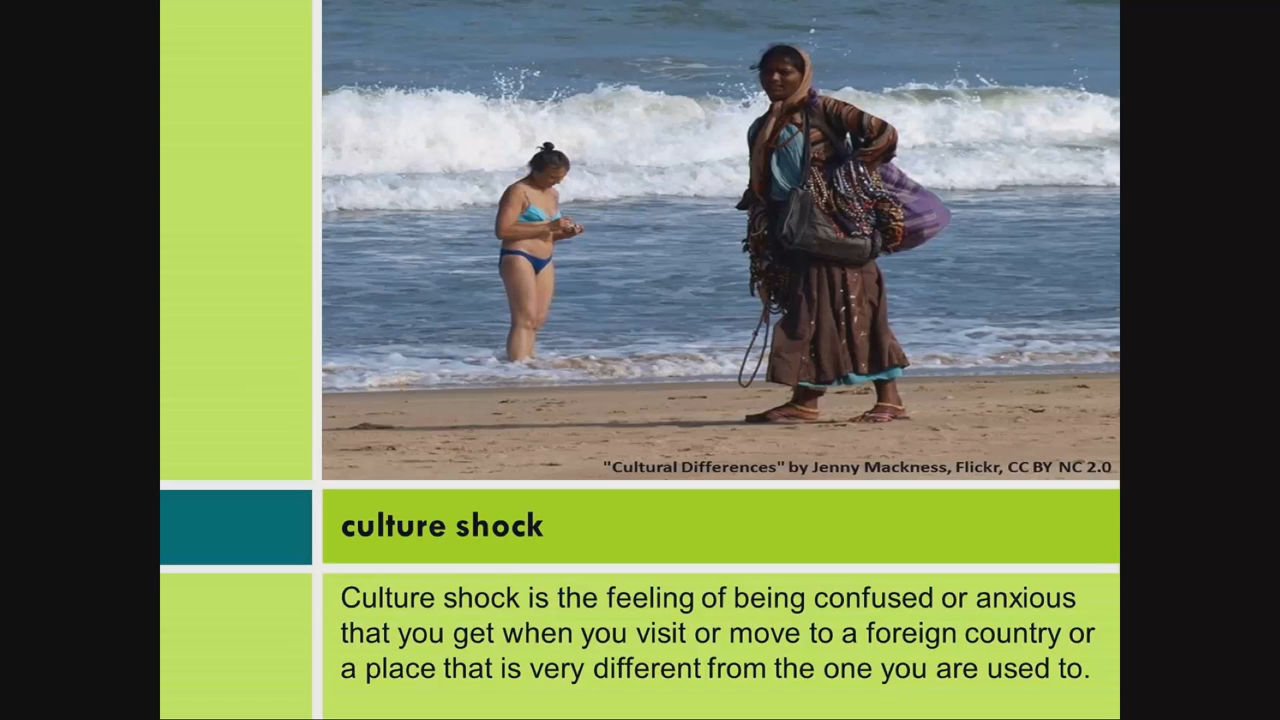 "Cultural Differences" by Jenny Mackness, Flickr, CC BY NC 2.0
culture shock
Culture shock is the feeling of being confused or anxious
that you get when you visit or move to a foreign country or
a place that is very different from the one you are used to.